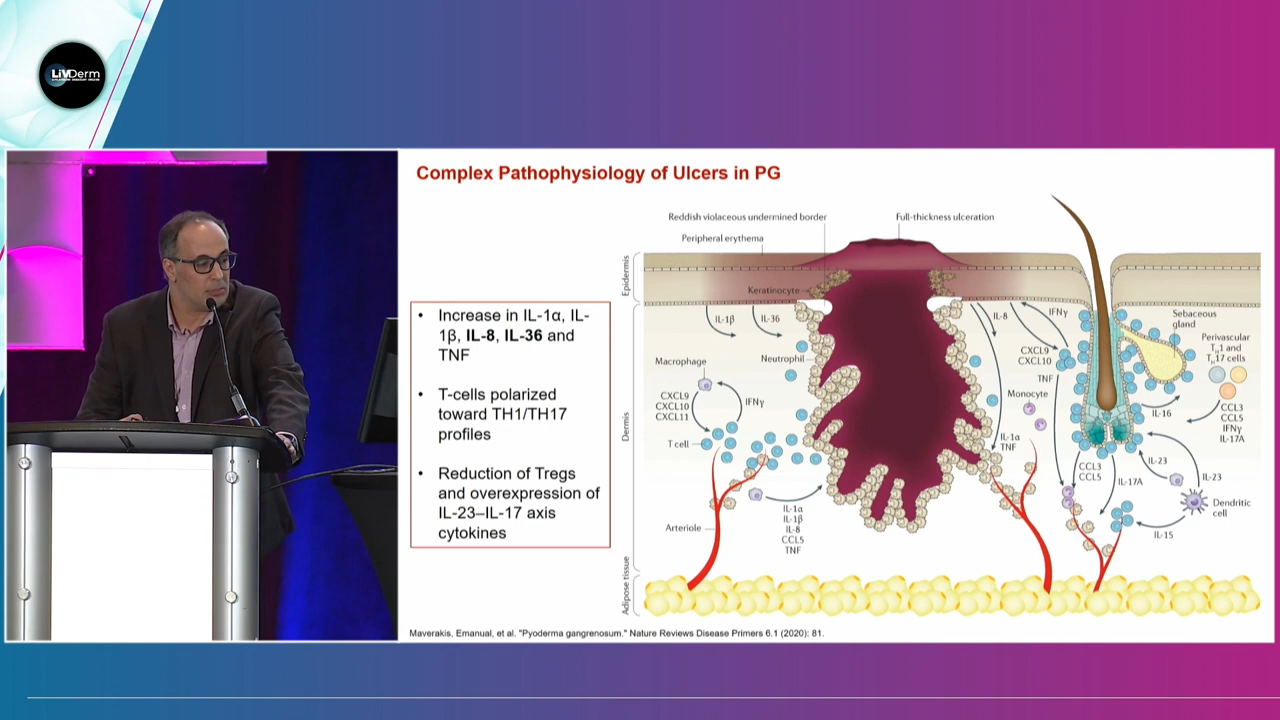 LiVDerm
Complex Pathophysiology of Ulcers in PG
• Increase in IL-1α, IL-
1β, IL-8, IL-36 and
TNF
• T-cells polarized
toward TH1/TH17
profiles
• Reduction of Tregs
and overexpression of
IL-23–IL-17 axis
cytokines
Reddish violaceous undermined border
Full-thickness ulceration
Peripheral erythema
Epidermis
Keratinocyte
IL-1β
IL-36
IL-8
IFNγ
Sebaceous
gland
Neutrophil
Macrophage
CXCL9
CXCL10
TNF
Perivascular
TH1 and
TH17 cells
CXCL9
CXCL10
CXCL11
IFNγ
Monocyte
IL-16
CCL3
CCL5
IFNγ
IL-17A
Dermis
T cell
IL-1α
TNF
CCL3
CCL5
IL-23
IL-17A
IL-23
Dendritic
cell
IL-1α
IL-1β
IL-8
CCL5
TNF
Arteriole
IL-15
Adipose tissue
Maverakis, Emanual, et al. "Pyoderma gangrenosum." Nature Reviews Disease Primers 6.1 (2020): 81.